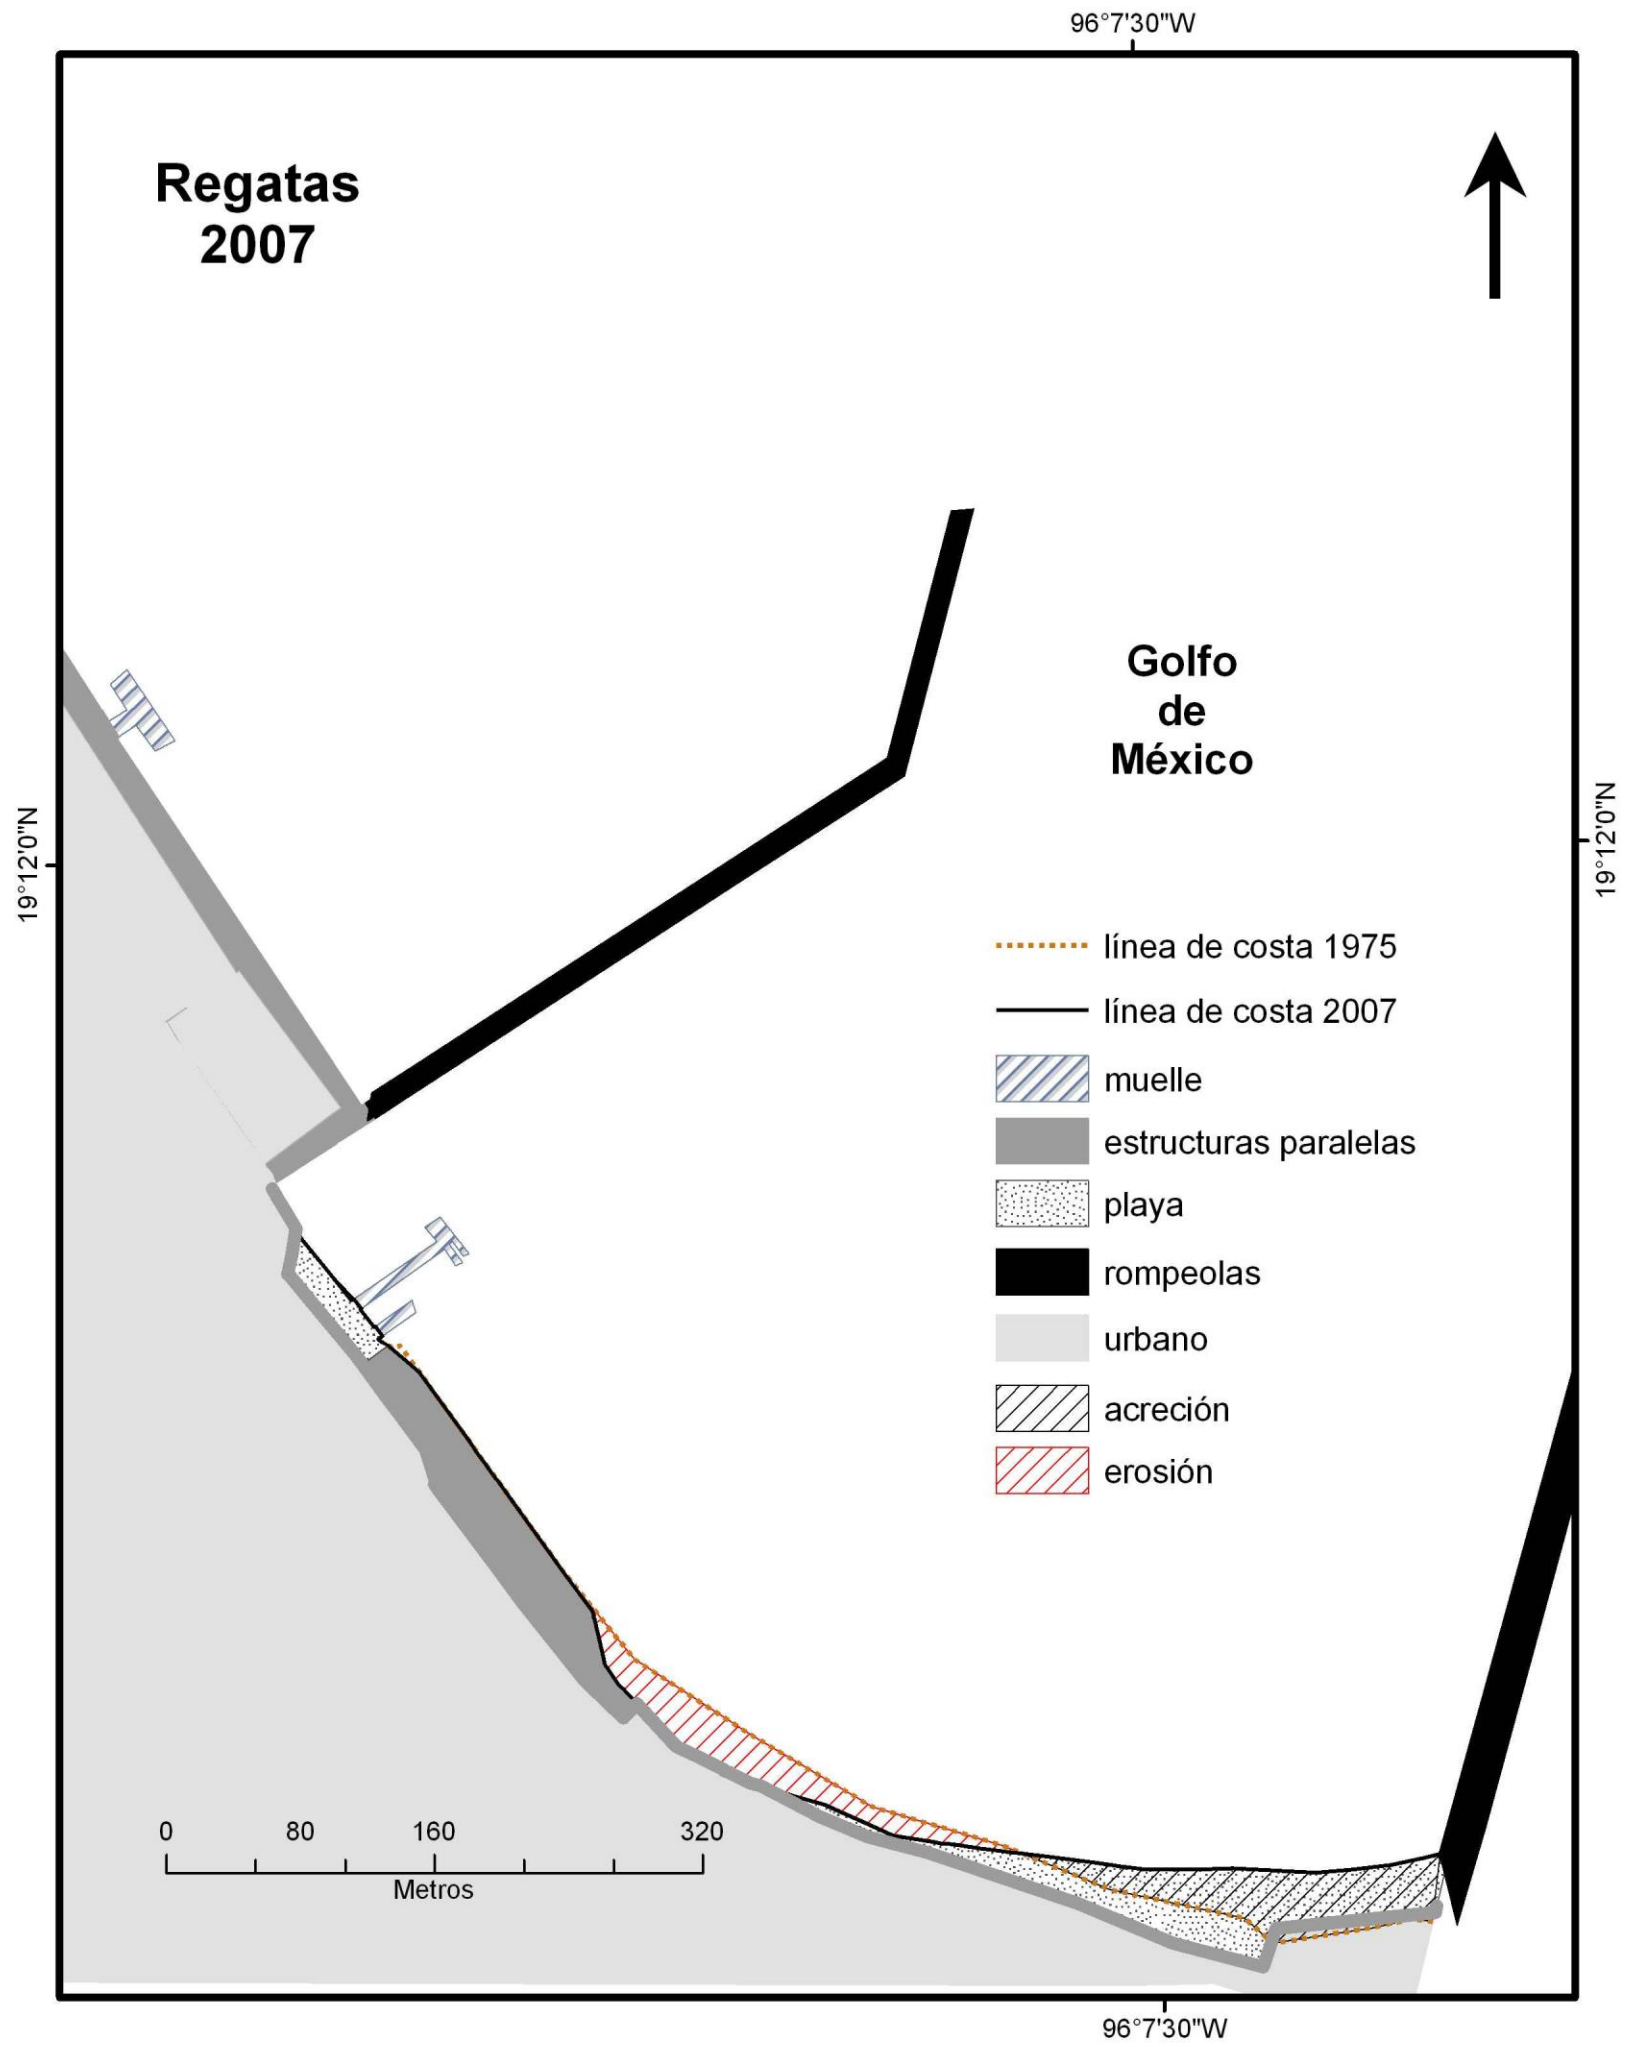 96°7'30"W
Regatas
2007
Golfo
de
México
19°12'0"N
19°12'0"N
línea de costa 1975
línea de costa 2007
muelle
estructuras paralelas
playa
rompeolas
urbano
acreción
erosión
0 80 160 320
Metros
96°7'30"W